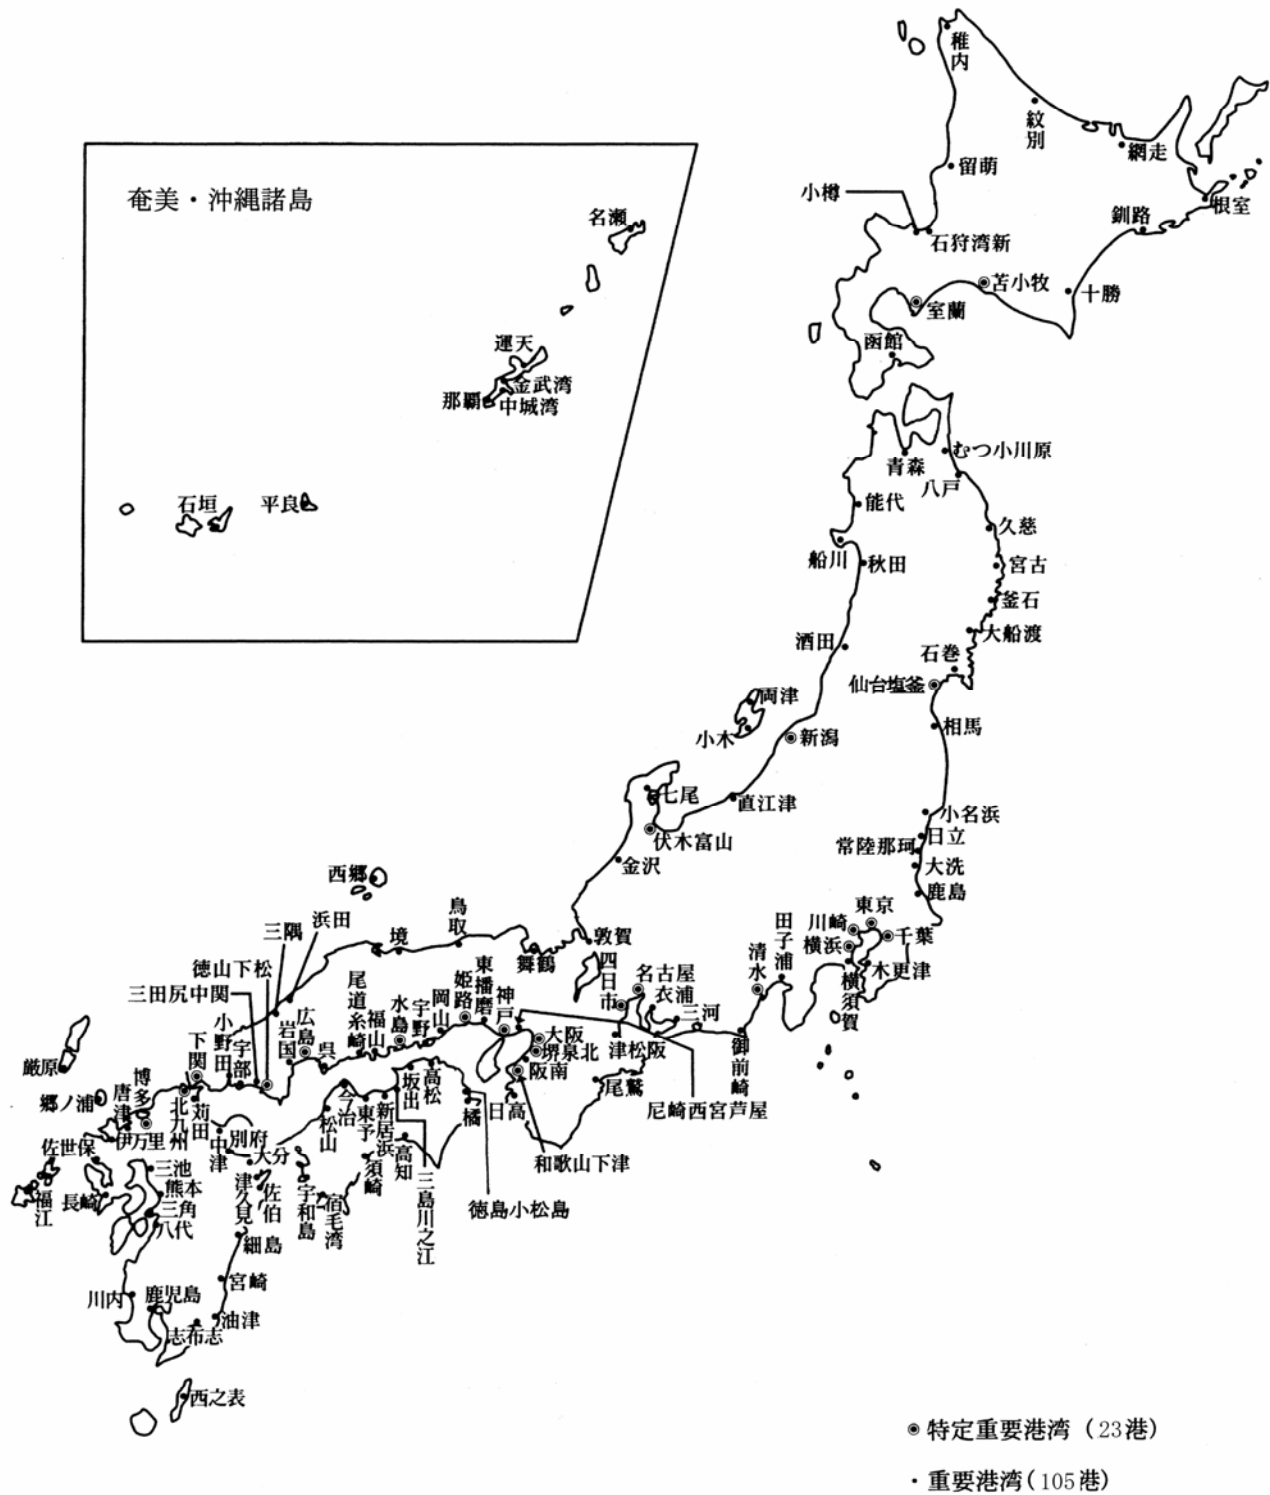 稚内
紋別
網走
留萌
小樽
根室
釧路
石狩湾新
苫小牧
十勝
室蘭
函館
奄美・沖縄諸島
名瀬
運天
金武湾
那覇
中城湾
石垣
平良
むつ小川原
青森
八戸
能代
久慈
船川
秋田
宮古
釜石
大船渡
酒田
石巻
仙台塩釜
両津
相馬
小木
新潟
七尾
直江津
小名浜
伏木富山
日立
常陸那珂
金沢
大洗
西郷
鹿島
浜田
鳥取
東京
川崎
三隅
境
敦賀
田子浦
横浜
千葉
舞鶴
四日市
清水
徳山下松
東播磨
姫路
名古屋
木更津
横須賀
三田尻中関
尾道糸崎
衣浦
三河
小野田
広島
福山
水島
宇野
岡山
神戸
下関
宇部
岩国
呉
大阪
津松阪
御前崎
堺泉北
厳原
阪南
博多
坂出
高松
尾鷲
郷ノ浦
唐津
北九州
苅田
今治
東予
新居浜
橘
日高
尼崎西宮芦屋
伊万里
松山
別府
中津
佐世保
大分
高知
須崎
和歌山下津
三池
津久見
佐伯
宇和島
宿毛湾
三島川之江
徳島小松島
熊本
福江
長崎
三角
八代
細島
宮崎
川内
鹿児島
油津
志布志
西之表
◎ 特定重要港湾（23港）
・ 重要港湾（105港）